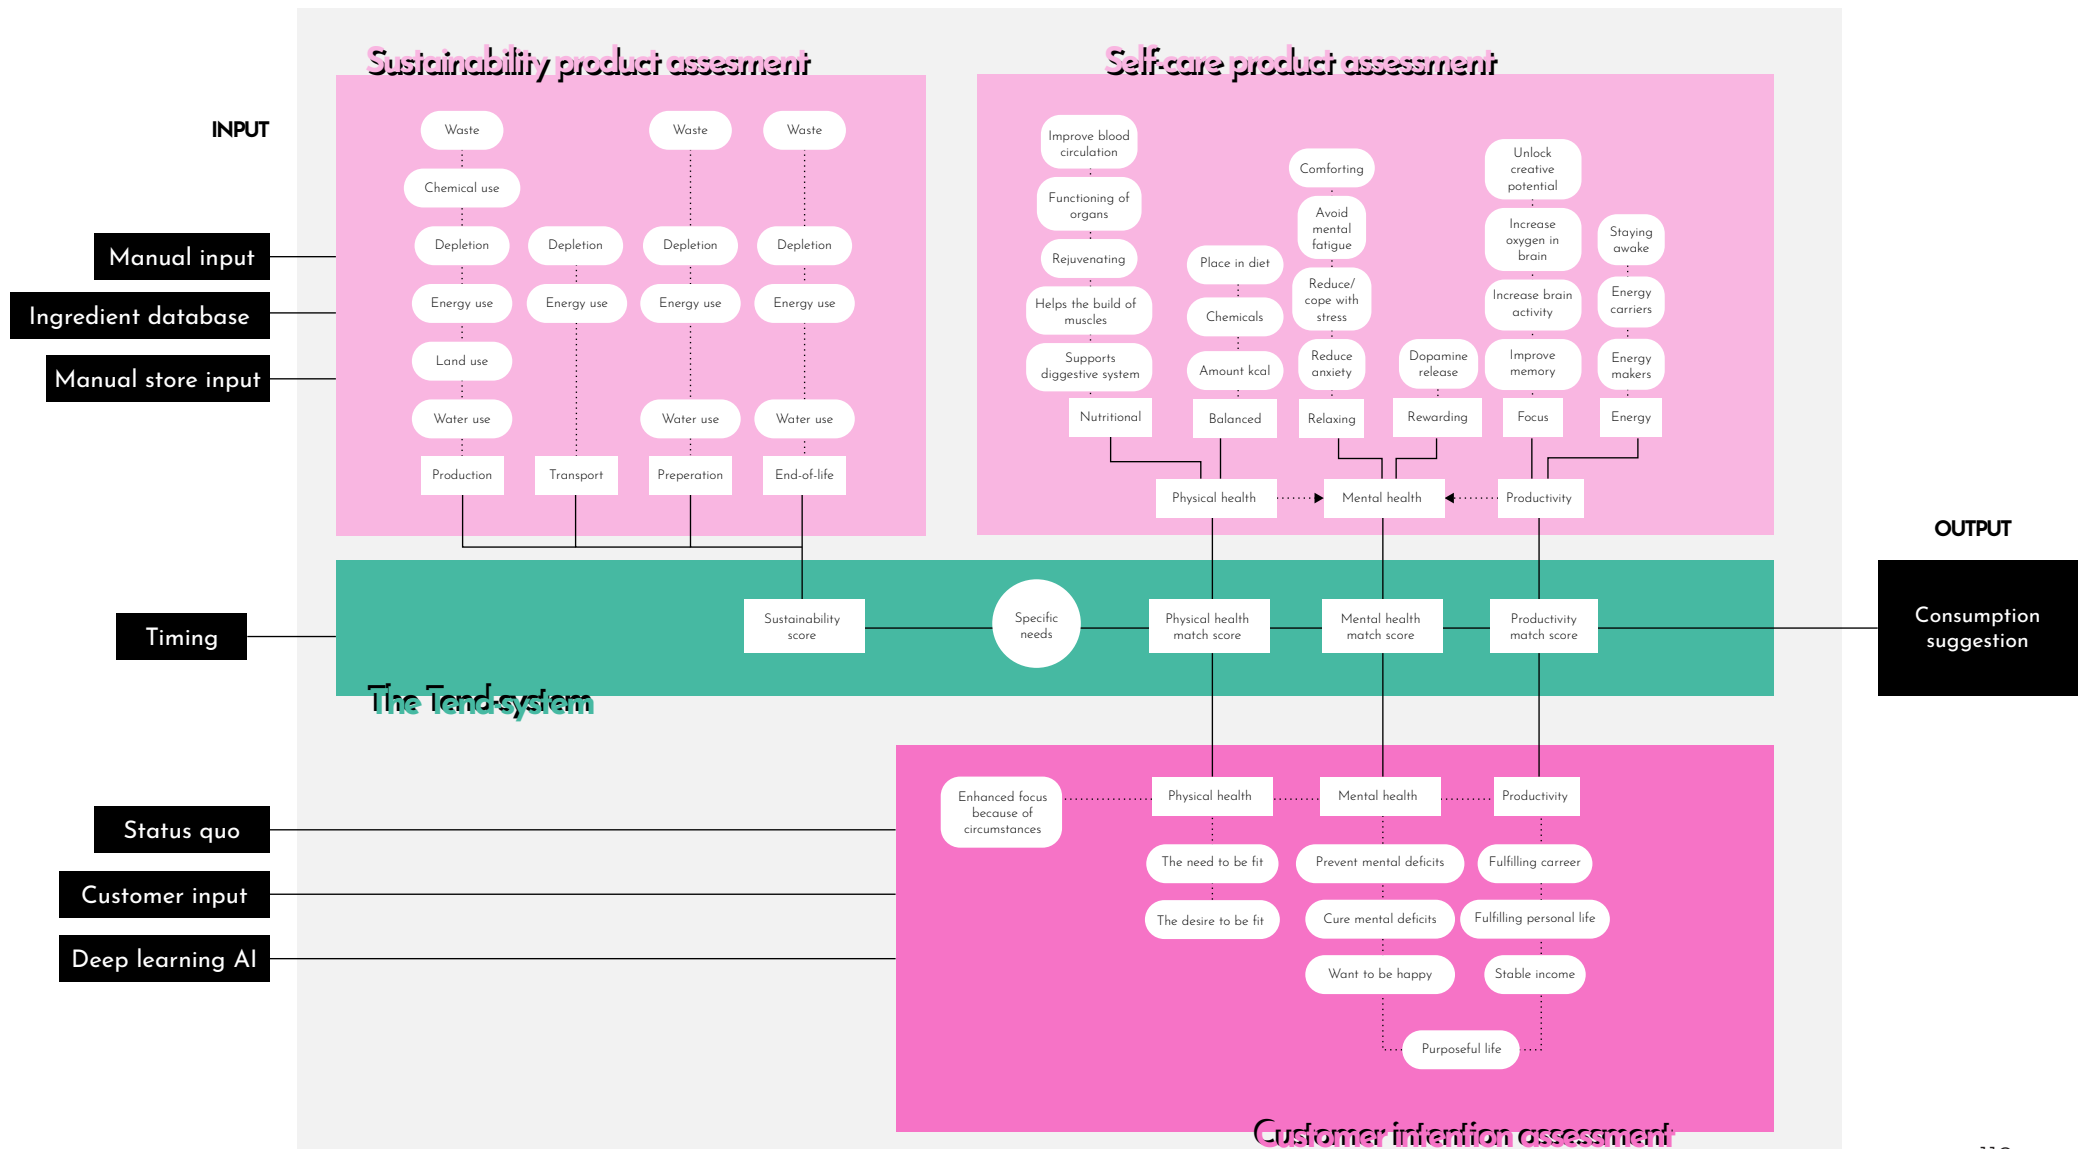 Sustainability product assesment
Self-care product assessment
INPUT
Manual input
Ingredient database
Manual store input
Waste
Chemical use
Depletion
Energy use
Land use
Water use
Production
Depletion
Energy use
Transport
Waste
Depletion
Energy use
Water use
Preperation
Waste
Depletion
Energy use
Water use
End-of-life
Improve blood
circulation
Functioning of
organs
Rejuvenating
Helps the build of
muscles
Supports
diggestive system
Nutritional
Place in diet
Chemicals
Amount kcal
Balanced
Comforting
Avoid
mental
fatigue
Reduce/
cope with
stress
Reduce
anxiety
Relaxing
Dopamine
release
Rewarding
Unlock
creative
potential
Increase
oxygen in
brain
Increase brain
activity
Improve
memory
Focus
Staying
awake
Energy
carriers
Energy
makers
Energy
Physical health
Mental health
Productivity
OUTPUT
Timing
Sustainability
score
Specific
needs
Physical health
match score
Mental health
match score
Productivity
match score
Consumption
suggestion
The Tend-system
Status quo
Customer input
Deep learning AI
Enhanced focus
because of
circumstances
Physical health
Mental health
Productivity
The need to be fit
The desire to be fit
Prevent mental deficits
Cure mental deficits
Want to be happy
Fulfilling carreer
Fulfilling personal life
Stable income
Purposeful life
Customer intention assessment